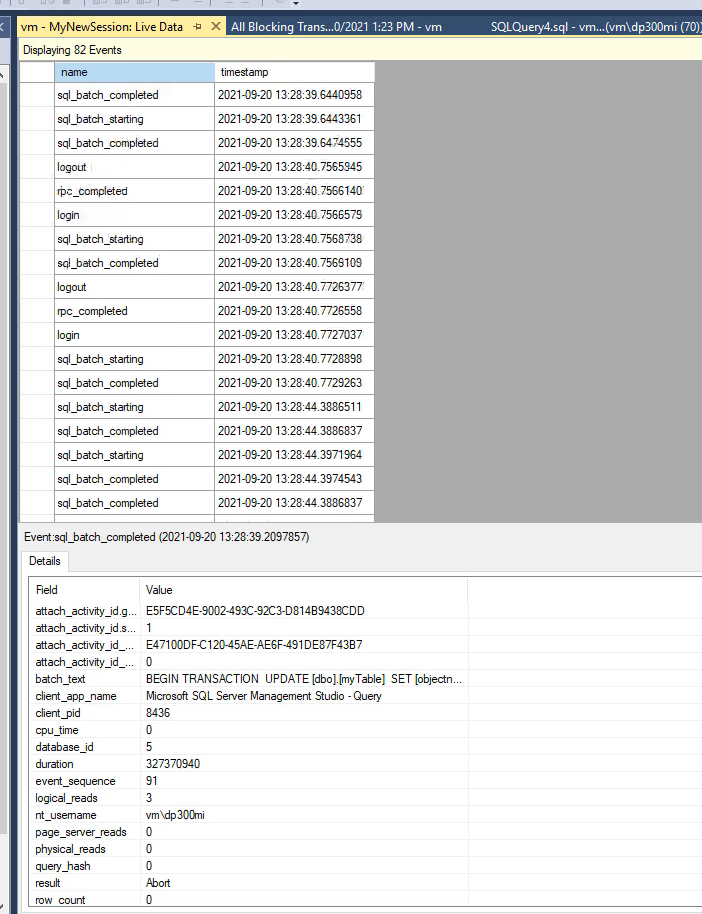 vm - MyNewSession: Live Data All Blocking Trans...0/2021 1:23 PM - vm SQLQuery4.sql - vm...(vm\dp300mi (70))
Displaying 82 Events
name timestamp
sql_batch_completed 2021-09-20 13:28:39.6440958
sql_batch_starting 2021-09-20 13:28:39.6443361
sql_batch_completed 2021-09-20 13:28:39.6474655
logout 2021-09-20 13:28:40.7565945
rpc_completed 2021-09-20 13:28:40.7566140
login 2021-09-20 13:28:40.7566579
sql_batch_starting 2021-09-20 13:28:40.7568738
sql_batch_completed 2021-09-20 13:28:40.7569109
logout 2021-09-20 13:28:40.7726377
rpc_completed 2021-09-20 13:28:40.7726558
login 2021-09-20 13:28:40.7727037
sql_batch_starting 2021-09-20 13:28:40.7728898
sql_batch_completed 2021-09-20 13:28:40.7729263
sql_batch_starting 2021-09-20 13:28:44.3886511
sql_batch_completed 2021-09-20 13:28:44.3886837
sql_batch_starting 2021-09-20 13:28:44.3971964
sql_batch_completed 2021-09-20 13:28:44.3974543
sql_batch_completed 2021-09-20 13:28:44.3886837
Event:sql_batch_completed (2021-09-20 13:28:39.2097857)
Details
Field Value
attach_activity_id.g... E5F5CD4E-9002-493C-92C3-D814B9438CDD
attach_activity_id.s... 1
attach_activity_id_... E47100DF-C120-45AE-AE6F-491DE87F43B7
attach_activity_id_... 0
batch_text BEGIN TRANSACTION UPDATE [dbo].[myTable] SET [objectn...
client_app_name Microsoft SQL Server Management Studio - Query
client_pid 8436
cpu_time 0
database_id 5
duration 327370940
event_sequence 91
logical_reads 3
nt_username vm\dp300mi
page_server_reads 0
physical_reads 0
query_hash 0
result Abort
row_count 0